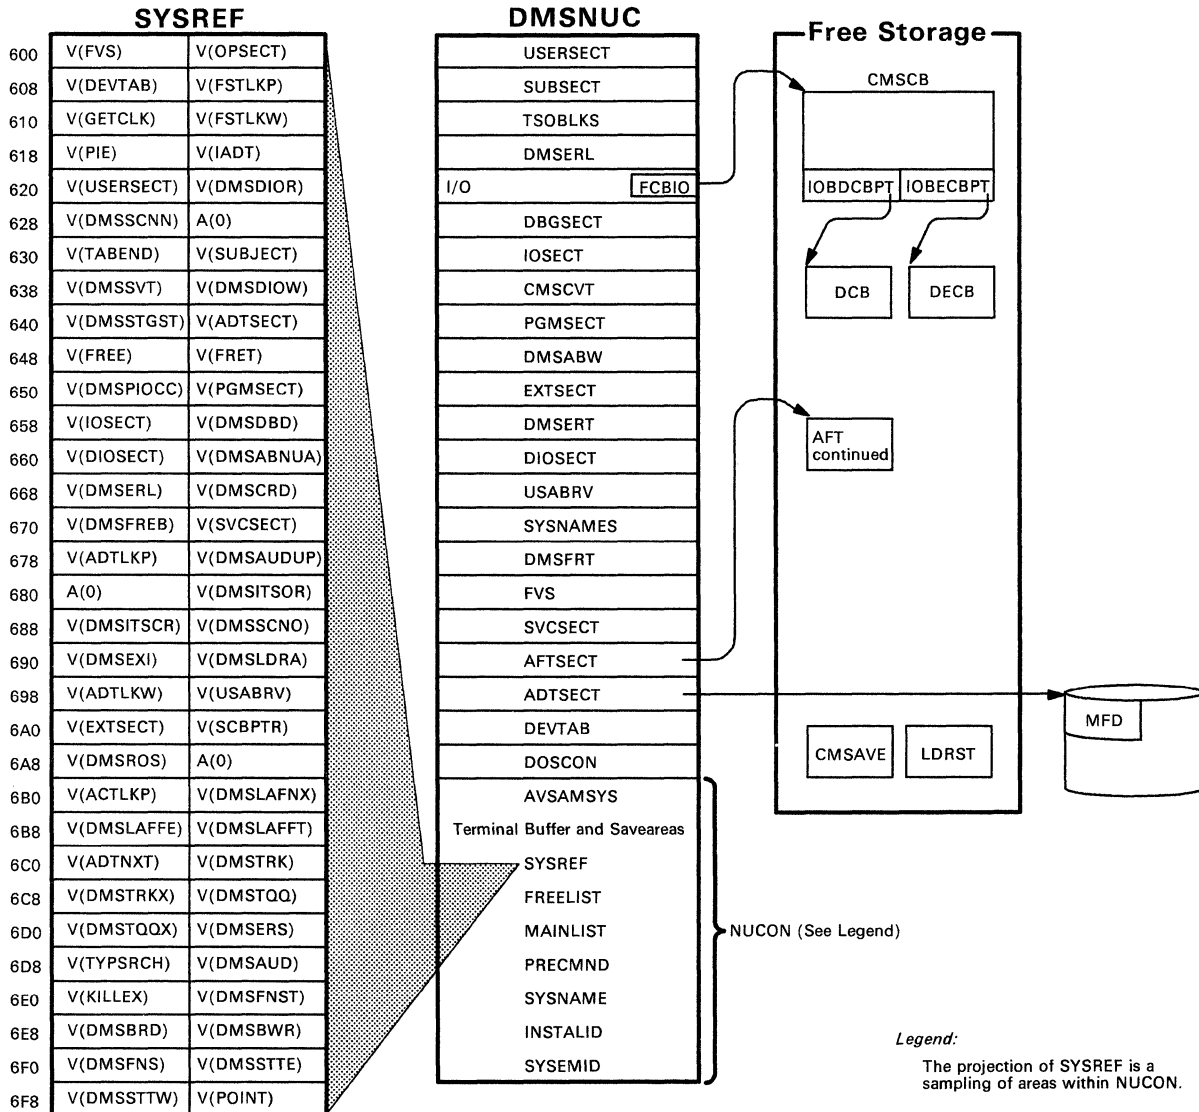 SYSREF
600 V(FVS) V(OPSECT)
608 V(DEVTAB) V(FSTLKP)
610 V(GETCLK) V(FSTLKW)
618 V(PIE) V(IADT)
620 V(USERSECT) V(DMSDIOR)
628 V(DMSSCNN) A(0)
630 V(TABEND) V(SUBJECT)
638 V(DMSSVT) V(DMSDIOW)
640 V(DMSSTGST) V(ADTSECT)
648 V(FREE) V(FRET)
650 V(DMSPIOCC) V(PGMSECT)
658 V(IOSECT) V(DMSDBD)
660 V(DIOSECT) V(DMSABNUA)
668 V(DMSERL) V(DMSCRD)
670 V(DMSFREB) V(SVCSECT)
678 V(ADTLKP) V(DMSAUDUP)
680 A(0) V(DMSITSOR)
688 V(DMSITSCR) V(DMSSCNO)
690 V(DMSEXI) V(DMSLDRA)
698 V(ADTLKW) V(USABRV)
6A0 V(EXTSECT) V(SCBPTR)
6A8 V(DMSROS) A(0)
6B0 V(ACTLKP) V(DMSLAFNX)
6B8 V(DMSLAFFE) V(DMSLAFFT)
6C0 V(ADTNXT) V(DMSTRK)
6C8 V(DMSTRKX) V(DMSTQQ)
6D0 V(DMSTQQX) V(DMSERS)
6D8 V(TYPSRCH) V(DMSAUD)
6E0 V(KILLEX) V(DMSFNST)
6E8 V(DMSBRD) V(DMSBWR)
6F0 V(DMSFNS) V(DMSSTTE)
6F8 V(DMSSTTW) V(POINT)
DMSNUC
USERSECT
SUBSECT
TSOBLKS
DMSERL
I/O FCBIO
DBGSECT
IOSECT
CMSCVT
PGMSECT
DMSABW
EXTSECT
DMSERT
DIOSECT
USABRV
SYSNAMES
DMSFRT
FVS
SVCSECT
AFTSECT
ADTSECT
DEVTAB
DOSCON
AVSAMSYS
Terminal Buffer and Saveareas
SYSREF
FREELIST
MAINLIST
PRECMND
SYSNAME
INSTALID
SYSEMID
NUCON (See Legend)
Free Storage
CMSCB
IOBDCBPT IOBECBPT
DCB DECB
AFT
continued
CMSAVE LDRST
MFD
Legend:
The projection of SYSREF is a
sampling of areas within NUCON.